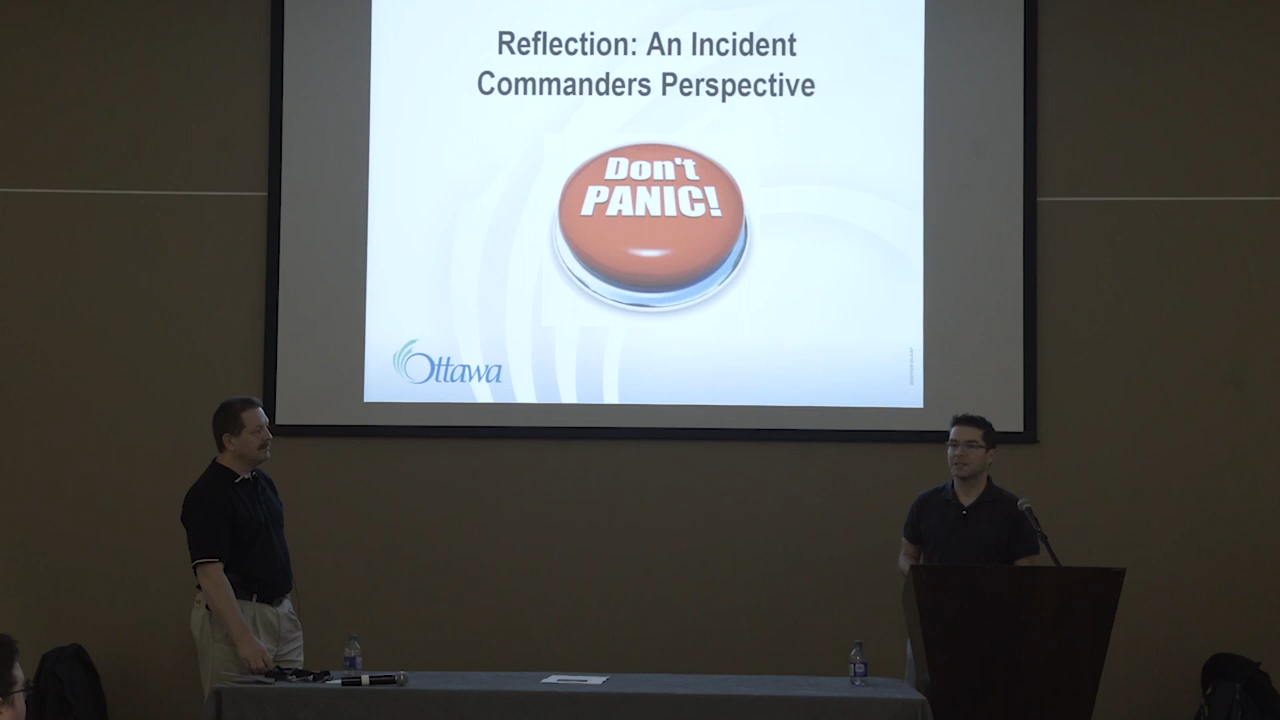 Reflection: An Incident
Commanders Perspective
Don't
PANIC!
Ottawa